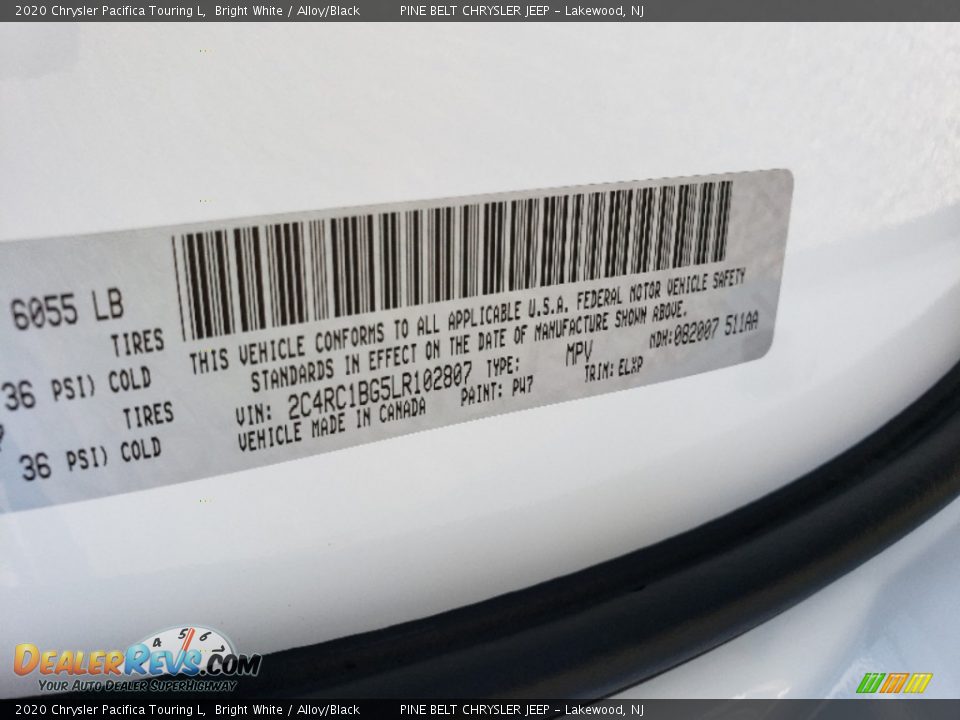 2020 Chrysler Pacifica Touring L, Bright White / Alloy/Black PINE BELT CHRYSLER JEEP - Lakewood, NJ
6055 LB
TIRES
36 PSI) COLD
TIRES
36 PSI) COLD
THIS VEHICLE CONFORMS TO ALL APPLICABLE U.S.A. FEDERAL MOTOR VEHICLE SAFETY
STANDARDS IN EFFECT ON THE DATE OF MANUFACTURE SHOWN ABOVE.
VIN: 2C4RC1BG5LR102807 TYPE: MPV MDH:082007 511AA
VEHICLE MADE IN CANADA PAINT: PW7 TRIM: ELXP
DEALERREVS.COM
4 5 6 7
YOUR AUTO DEALER SUPERHIGHWAY
2020 Chrysler Pacifica Touring L, Bright White / Alloy/Black PINE BELT CHRYSLER JEEP - Lakewood, NJ